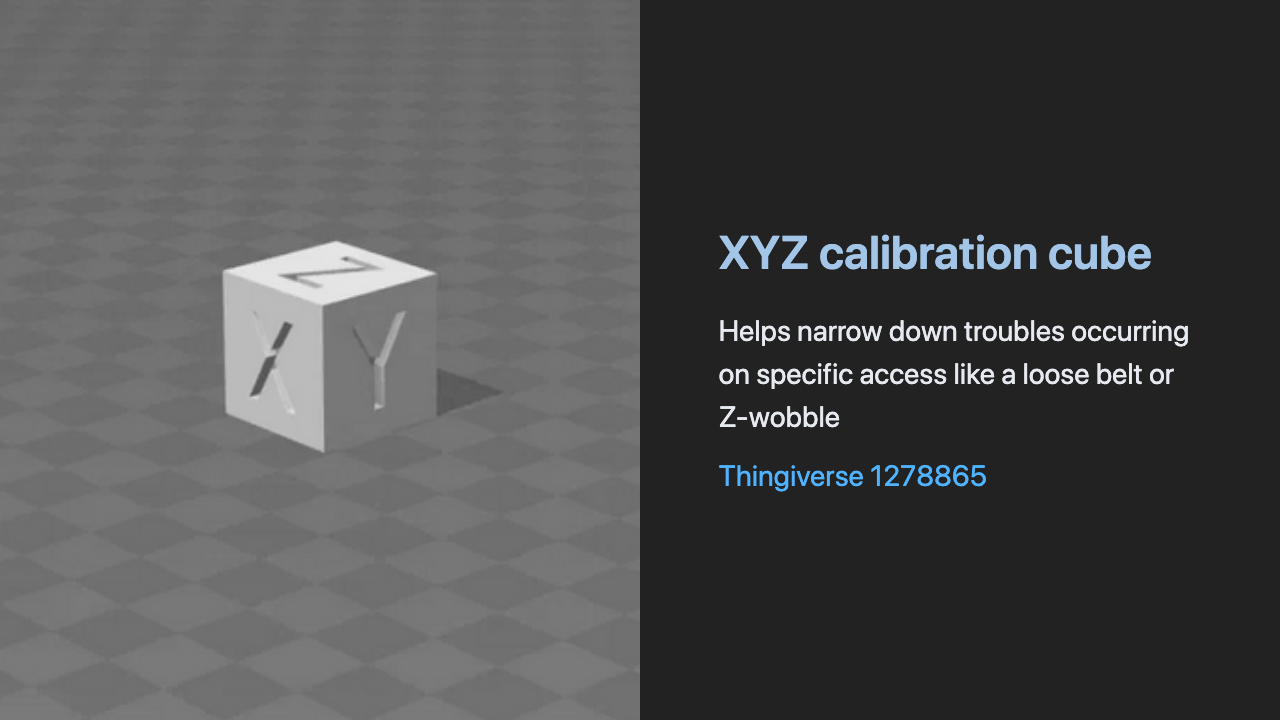 Z
X
Y
XYZ calibration cube
Helps narrow down troubles occurring
on specific access like a loose belt or
Z-wobble
Thingiverse 1278865